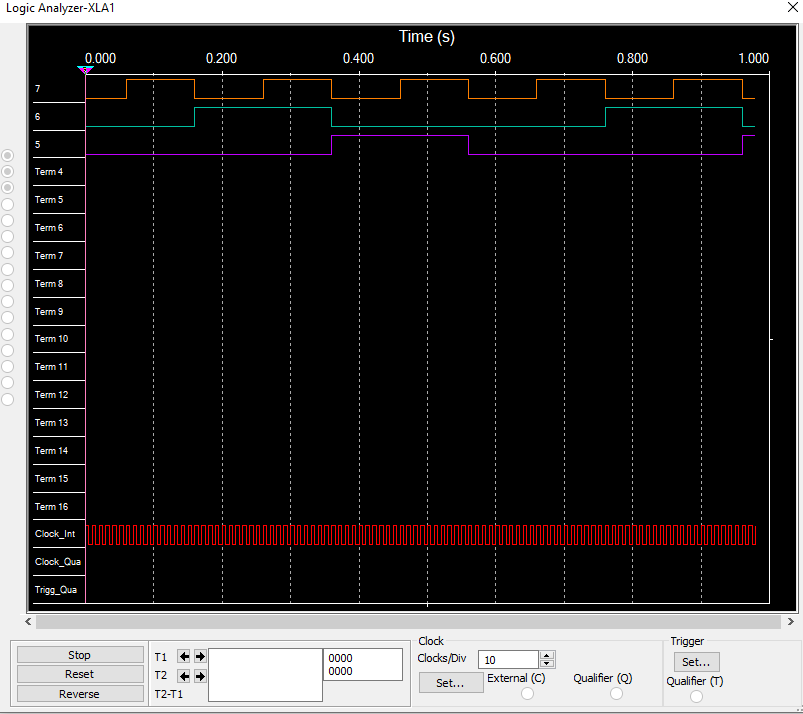 Logic Analyzer-XLA1
Time (s)
0.000 0.200 0.400 0.600 0.800 1.000
7
6
5
Term 4
Term 5
Term 6
Term 7
Term 8
Term 9
Term 10
Term 11
Term 12
Term 13
Term 14
Term 15
Term 16
Clock_Int
Clock_Qua
Trigg_Qua
Stop
Reset
Reverse
T1
T2
T2-T1
0000
0000
Clock
Clocks/Div 10
Set...
External (C)
Qualifier (Q)
Trigger
Set...
Qualifier (T)